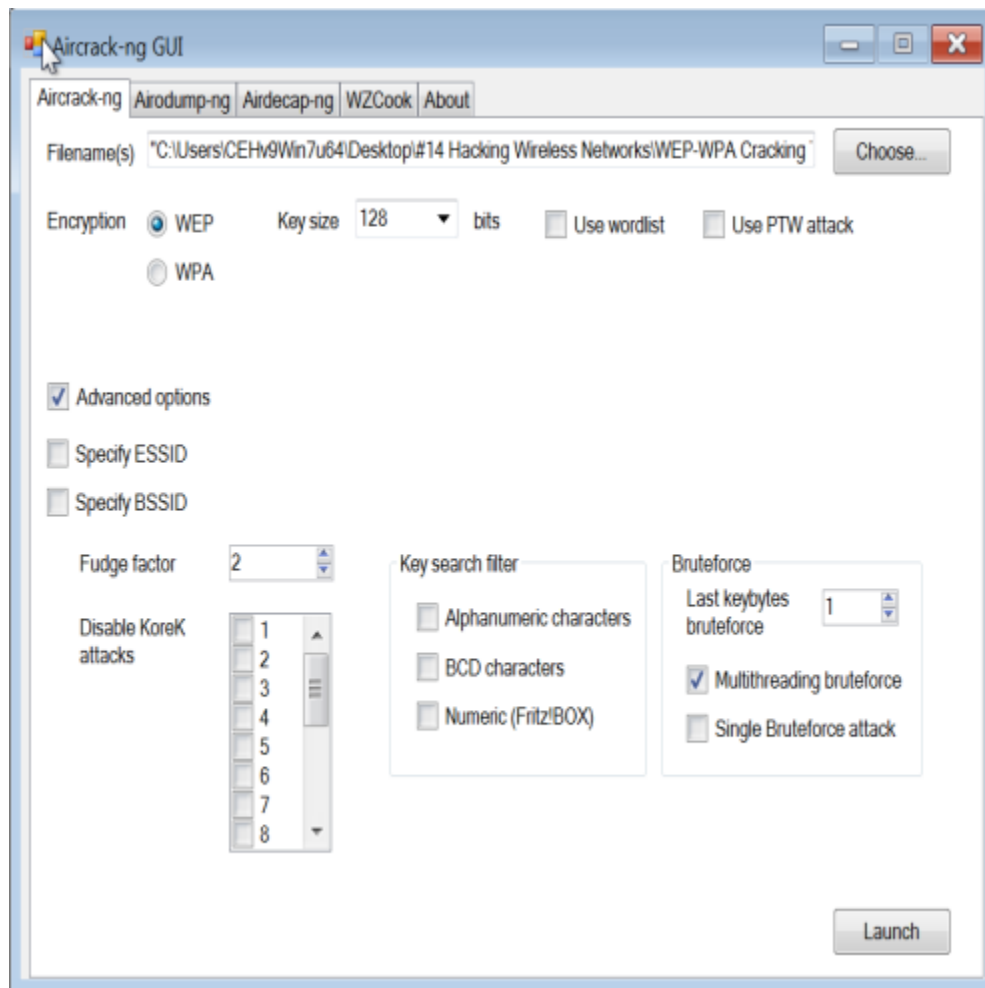 Aircrack-ng GUI
Aircrack-ng Airodump-ng Airdecap-ng WZCook About
Filename(s) "C:\Users\CEHv9Win7u64\Desktop\#14 Hacking Wireless Networks\WEP-WPA Cracking Choose...
Encryption WEP Key size 128 bits Use wordlist Use PTW attack
WPA
Advanced options
Specify ESSID
Specify BSSID
Fudge factor 2
Disable KoreK attacks
1
2
3
4
5
6
7
8
Key search filter
Alphanumeric characters
BCD characters
Numeric (Fritz!BOX)
Bruteforce
Last keybytes
bruteforce 1
Multithreading bruteforce
Single Bruteforce attack
Launch